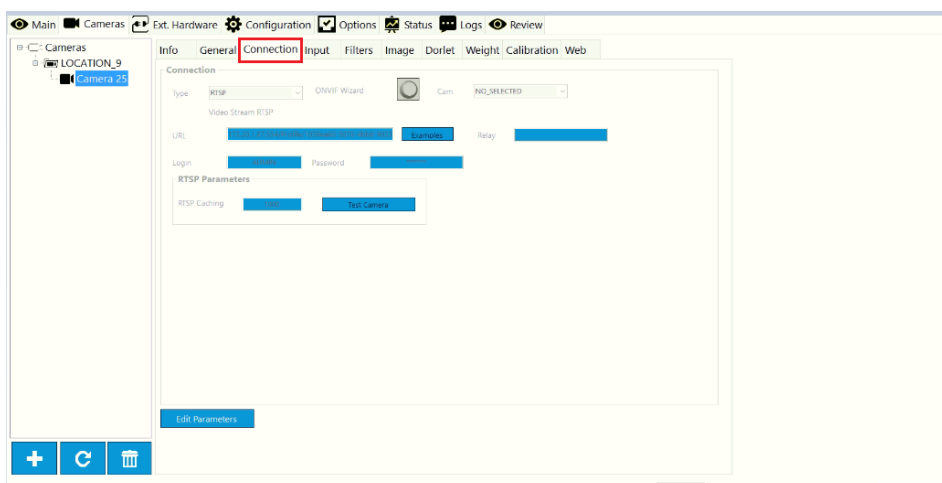 Main Cameras Ext. Hardware Configuration Options Status Logs Review
Cameras
LOCATION_9
Camera 25
Info General Connection Input Filters Image Dorlet Weight Calibration Web
Connection
Type RTSP ONVIF Wizard Cam NO_SELECTED
Video Stream RTSP
URL Examples Relay
Login Password
RTSP Parameters
RTSP Caching Test Camera
Edit Parameters